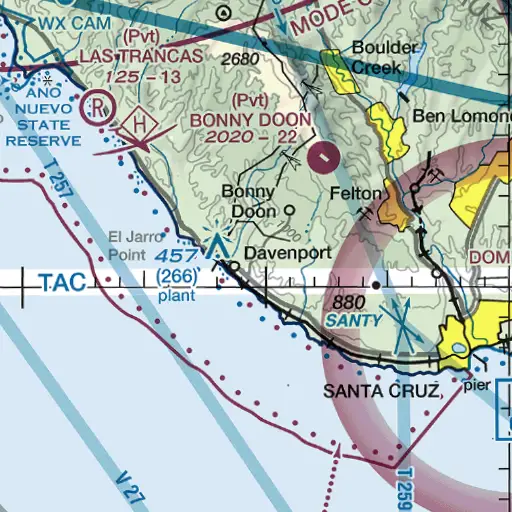 WX CAM
(Pvt)
LAS TRANCAS
125 – 13
MODE C
2680
Boulder
Creek
AÑO
NUEVO
STATE
RESERVE
R
H
(Pvt)
BONNY DOON
2020 – 22
Ben Lomond
T 257
Bonny
Doon
Felton
El Jarro
Point
457
(266)
plant
Davenport
DOM
TAC
880
SANTY
SANTA CRUZ
pier
V 27
T 259